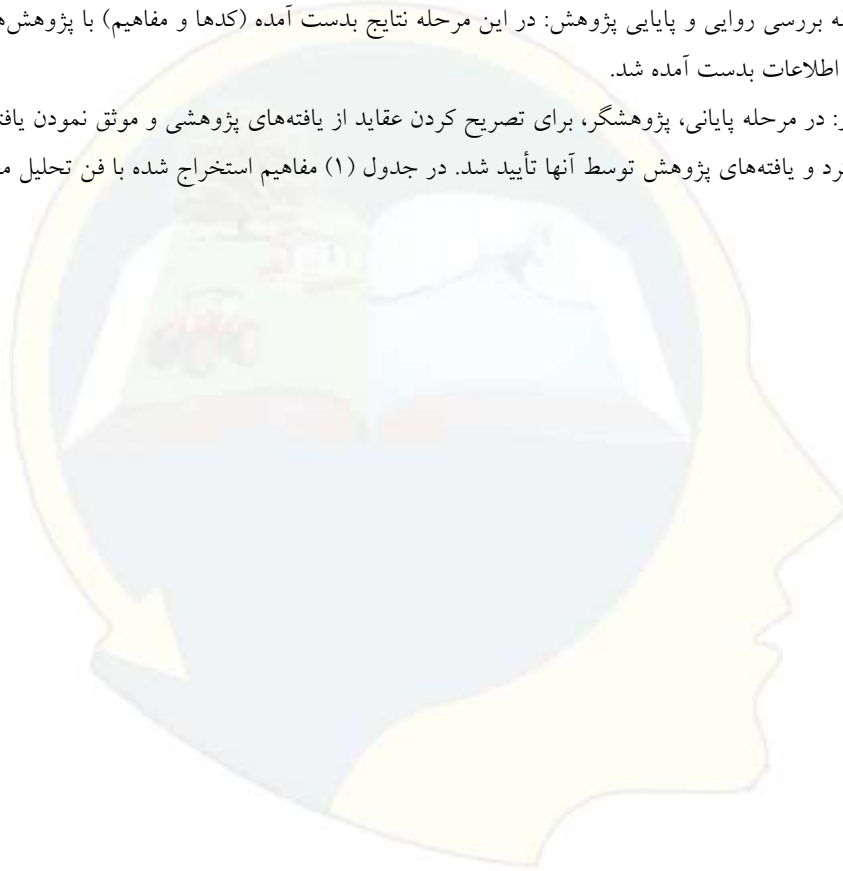 ه بررسی روایی و پایایی پژوهش: در این مرحله نتایج بدست آمده (کدها و مفاهیم) با پژوهش‌ه
اطلاعات بدست آمده شد.
ر: در مرحله پایانی، پژوهشگر، برای تصریح کردن عقاید از یافته‌های پژوهشی و موثق نمودن یافت
رد و یافته‌های پژوهش توسط آنها تأیید شد. در جدول (۱) مفاهیم استخراج شده با فن تحلیل م